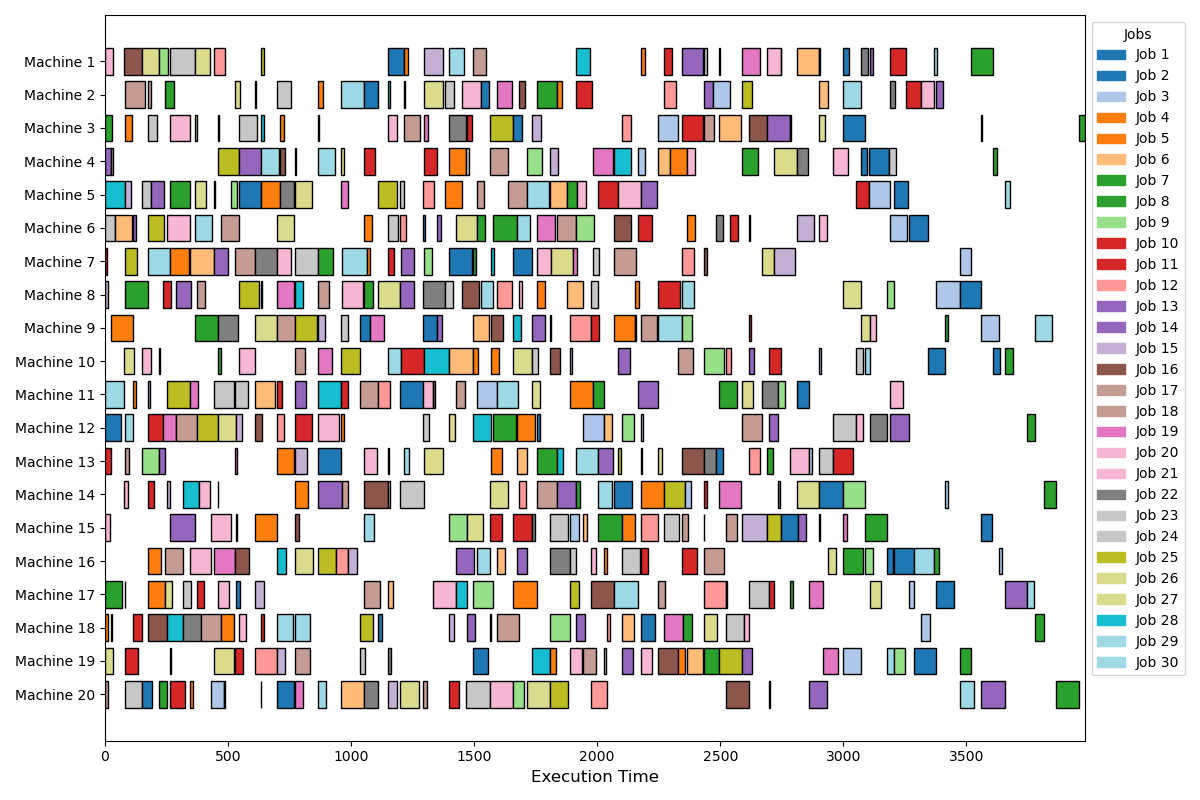 Machine 1
Machine 2
Machine 3
Machine 4
Machine 5
Machine 6
Machine 7
Machine 8
Machine 9
Machine 10
Machine 11
Machine 12
Machine 13
Machine 14
Machine 15
Machine 16
Machine 17
Machine 18
Machine 19
Machine 20
0 500 1000 1500 2000 2500 3000 3500
Execution Time
Jobs
Job 1
Job 2
Job 3
Job 4
Job 5
Job 6
Job 7
Job 8
Job 9
Job 10
Job 11
Job 12
Job 13
Job 14
Job 15
Job 16
Job 17
Job 18
Job 19
Job 20
Job 21
Job 22
Job 23
Job 24
Job 25
Job 26
Job 27
Job 28
Job 29
Job 30